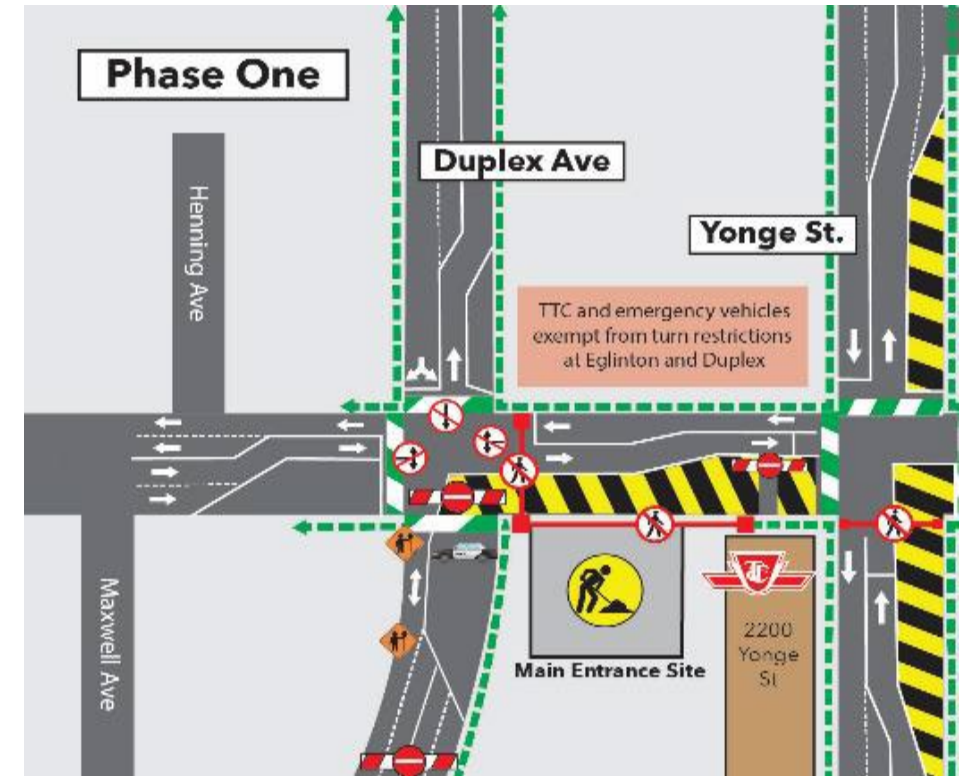 Phase One
Duplex Ave
Henning Ave
Yonge St.
TTC and emergency vehicles
exempt from turn restrictions
at Eglinton and Duplex
Maxwell Ave
Main Entrance Site
TTC
2200
Yonge
St